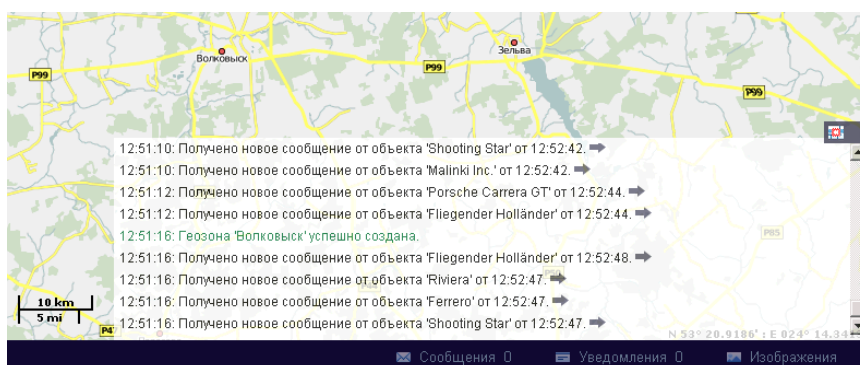 Волковыск
Зельва
P99
P99
P99
12:51:10: Получено новое сообщение от объекта 'Shooting Star' от 12:52:42.
12:51:10: Получено новое сообщение от объекта 'Malinki Inc.' от 12:52:42.
12:51:12: Получено новое сообщение от объекта 'Porsche Carrera GT' от 12:52:44.
12:51:12: Получено новое сообщение от объекта 'Fliegender Holländer' от 12:52:44.
12:51:16: Геозона 'Волковыск' успешно создана.
P85
12:51:16: Получено новое сообщение от объекта 'Fliegender Holländer' от 12:52:48.
12:51:16: Получено новое сообщение от объекта 'Riviera' от 12:52:47.
12:51:16: Получено новое сообщение от объекта 'Ferrero' от 12:52:47.
12:51:16: Получено новое сообщение от объекта 'Shooting Star' от 12:52:47.
10 km
5 mi
N 53° 20.9186' : E 024° 14.34
Сообщения 0
Уведомления 0
Изображения